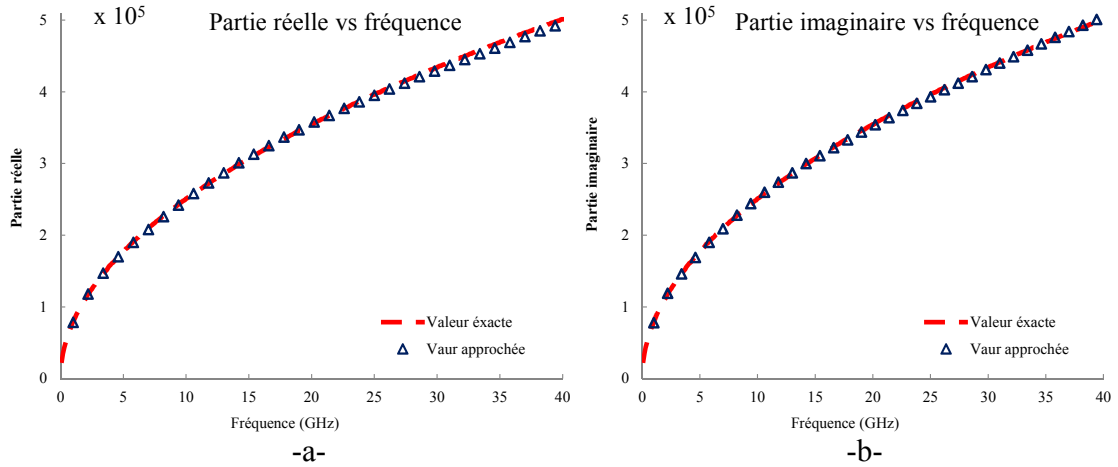 x 10⁵
Partie réelle vs fréquence
5
4
3
2
1
0
Partie réelle
Valeur éxacte
Vaur approchée
0 5 10 15 20 25 30 35 40
Fréquence (GHz)
-a-
x 10⁵
Partie imaginaire vs fréquence
5
4
3
2
1
0
Partie imaginaire
Valeur éxacte
Vaur approchée
0 5 10 15 20 25 30 35 40
Fréquence (GHz)
-b-